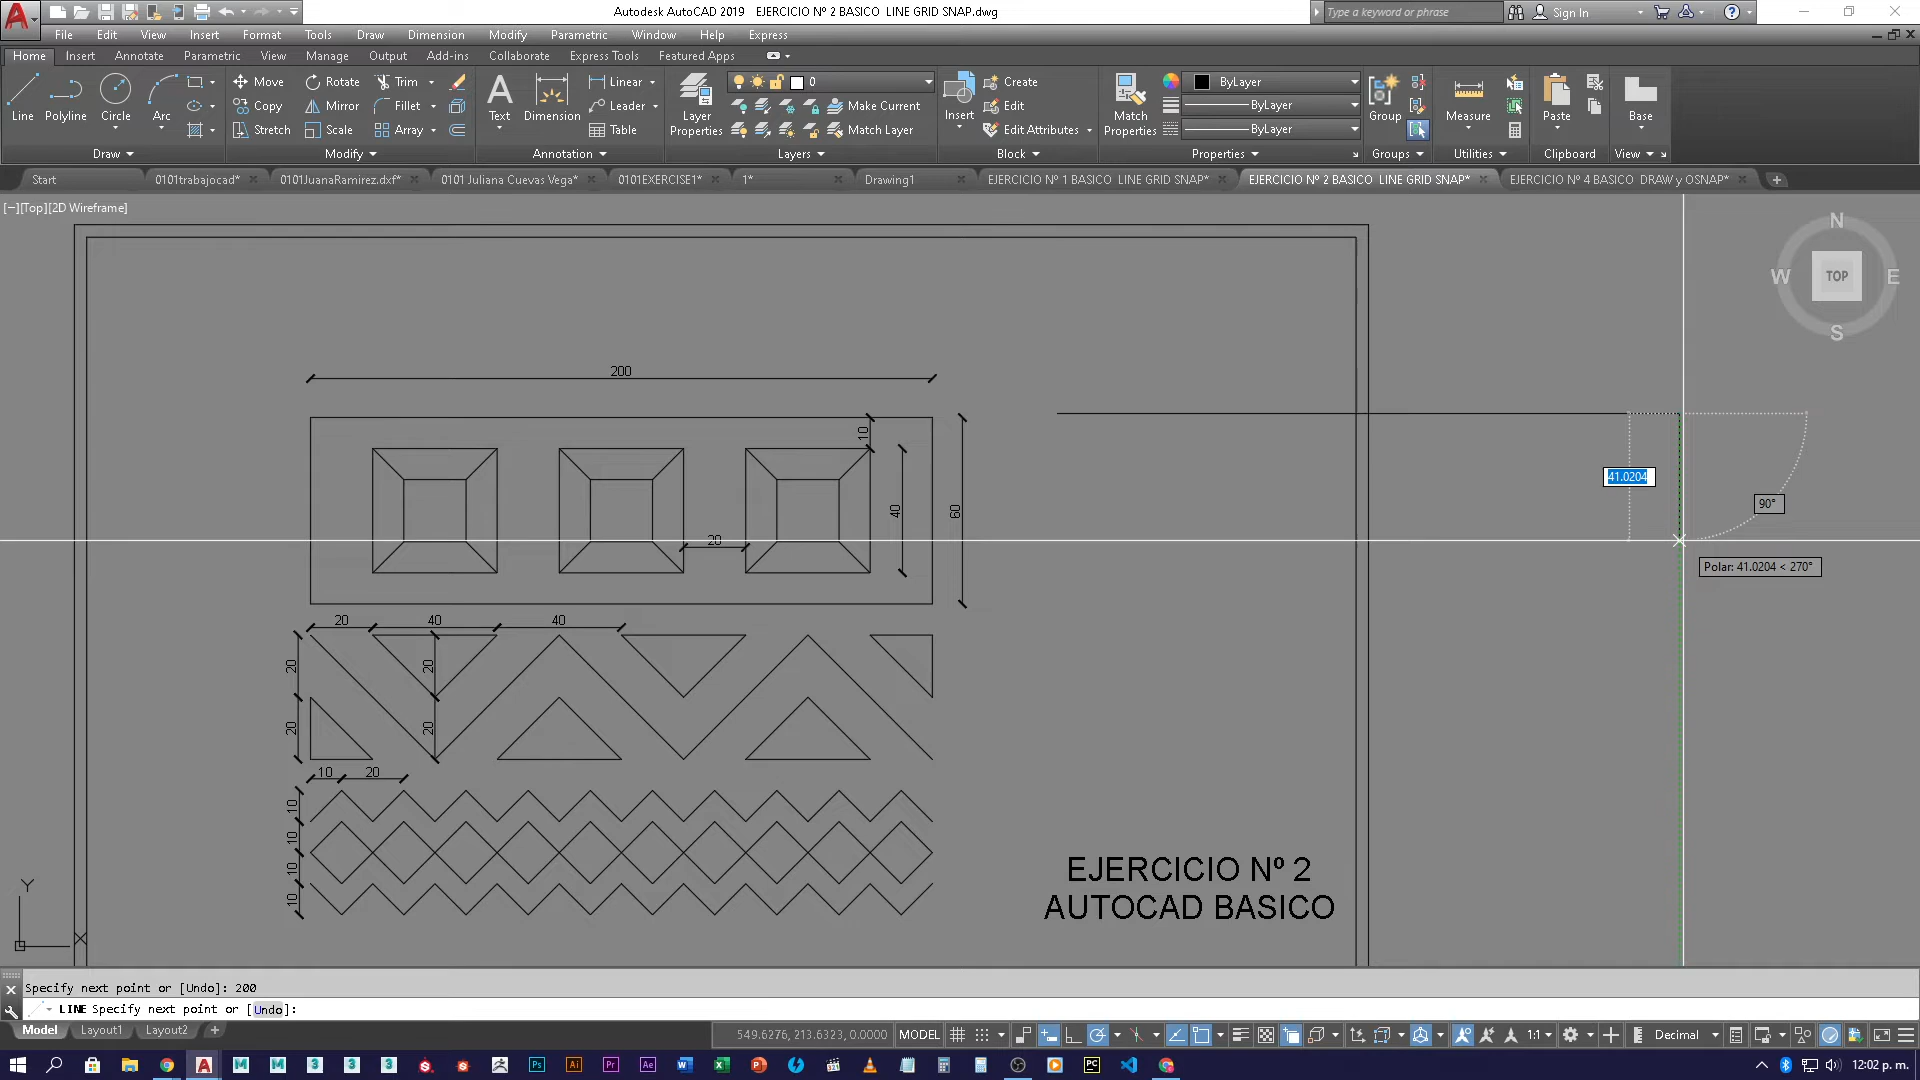 Autodesk AutoCAD 2019 EJERCICIO Nº 2 BASICO LINE GRID SNAP.dwg
Type a keyword or phrase
Sign In
File Edit View Insert Format Tools Draw Dimension Modify Parametric Window Help Express
Home Insert Annotate Parametric View Manage Output Add-ins Collaborate Express Tools Featured Apps
Line Polyline Circle Arc
Move Rotate Trim
Copy Mirror Fillet
Stretch Scale Array
Text Dimension
Linear
Leader
Table
Layer Properties
0
Make Current
Match Layer
Insert
Create
Edit
Edit Attributes
Match Properties
ByLayer
ByLayer
ByLayer
Group
Measure
Paste
Base
Draw Modify Annotation Layers Block Properties Groups Utilities Clipboard View
Start 0101trabajocad* 0101JuanaRamirez.dxf* 0101 Juliana Cuevas Vega* 0101EXERCISE1* 1* Drawing1 EJERCICIO Nº 1 BASICO LINE GRID SNAP* EJERCICIO Nº 2 BASICO LINE GRID SNAP* EJERCICIO Nº 4 BASICO DRAW y OSNAP*
[−][Top][2D Wireframe]
N
W TOP E
S
200
10
40
60
20
41.0204
90°
Polar: 41.0204 < 270°
20 40 40
20
20
20
20
10 20
10
10
10
10
EJERCICIO Nº 2
AUTOCAD BASICO
Y
X
Specify next point or [Undo]: 200
LINE Specify next point or [Undo]:
Model Layout1 Layout2
549.6276, 213.6323, 0.0000 MODEL 1:1 Decimal
12:02 p. m.